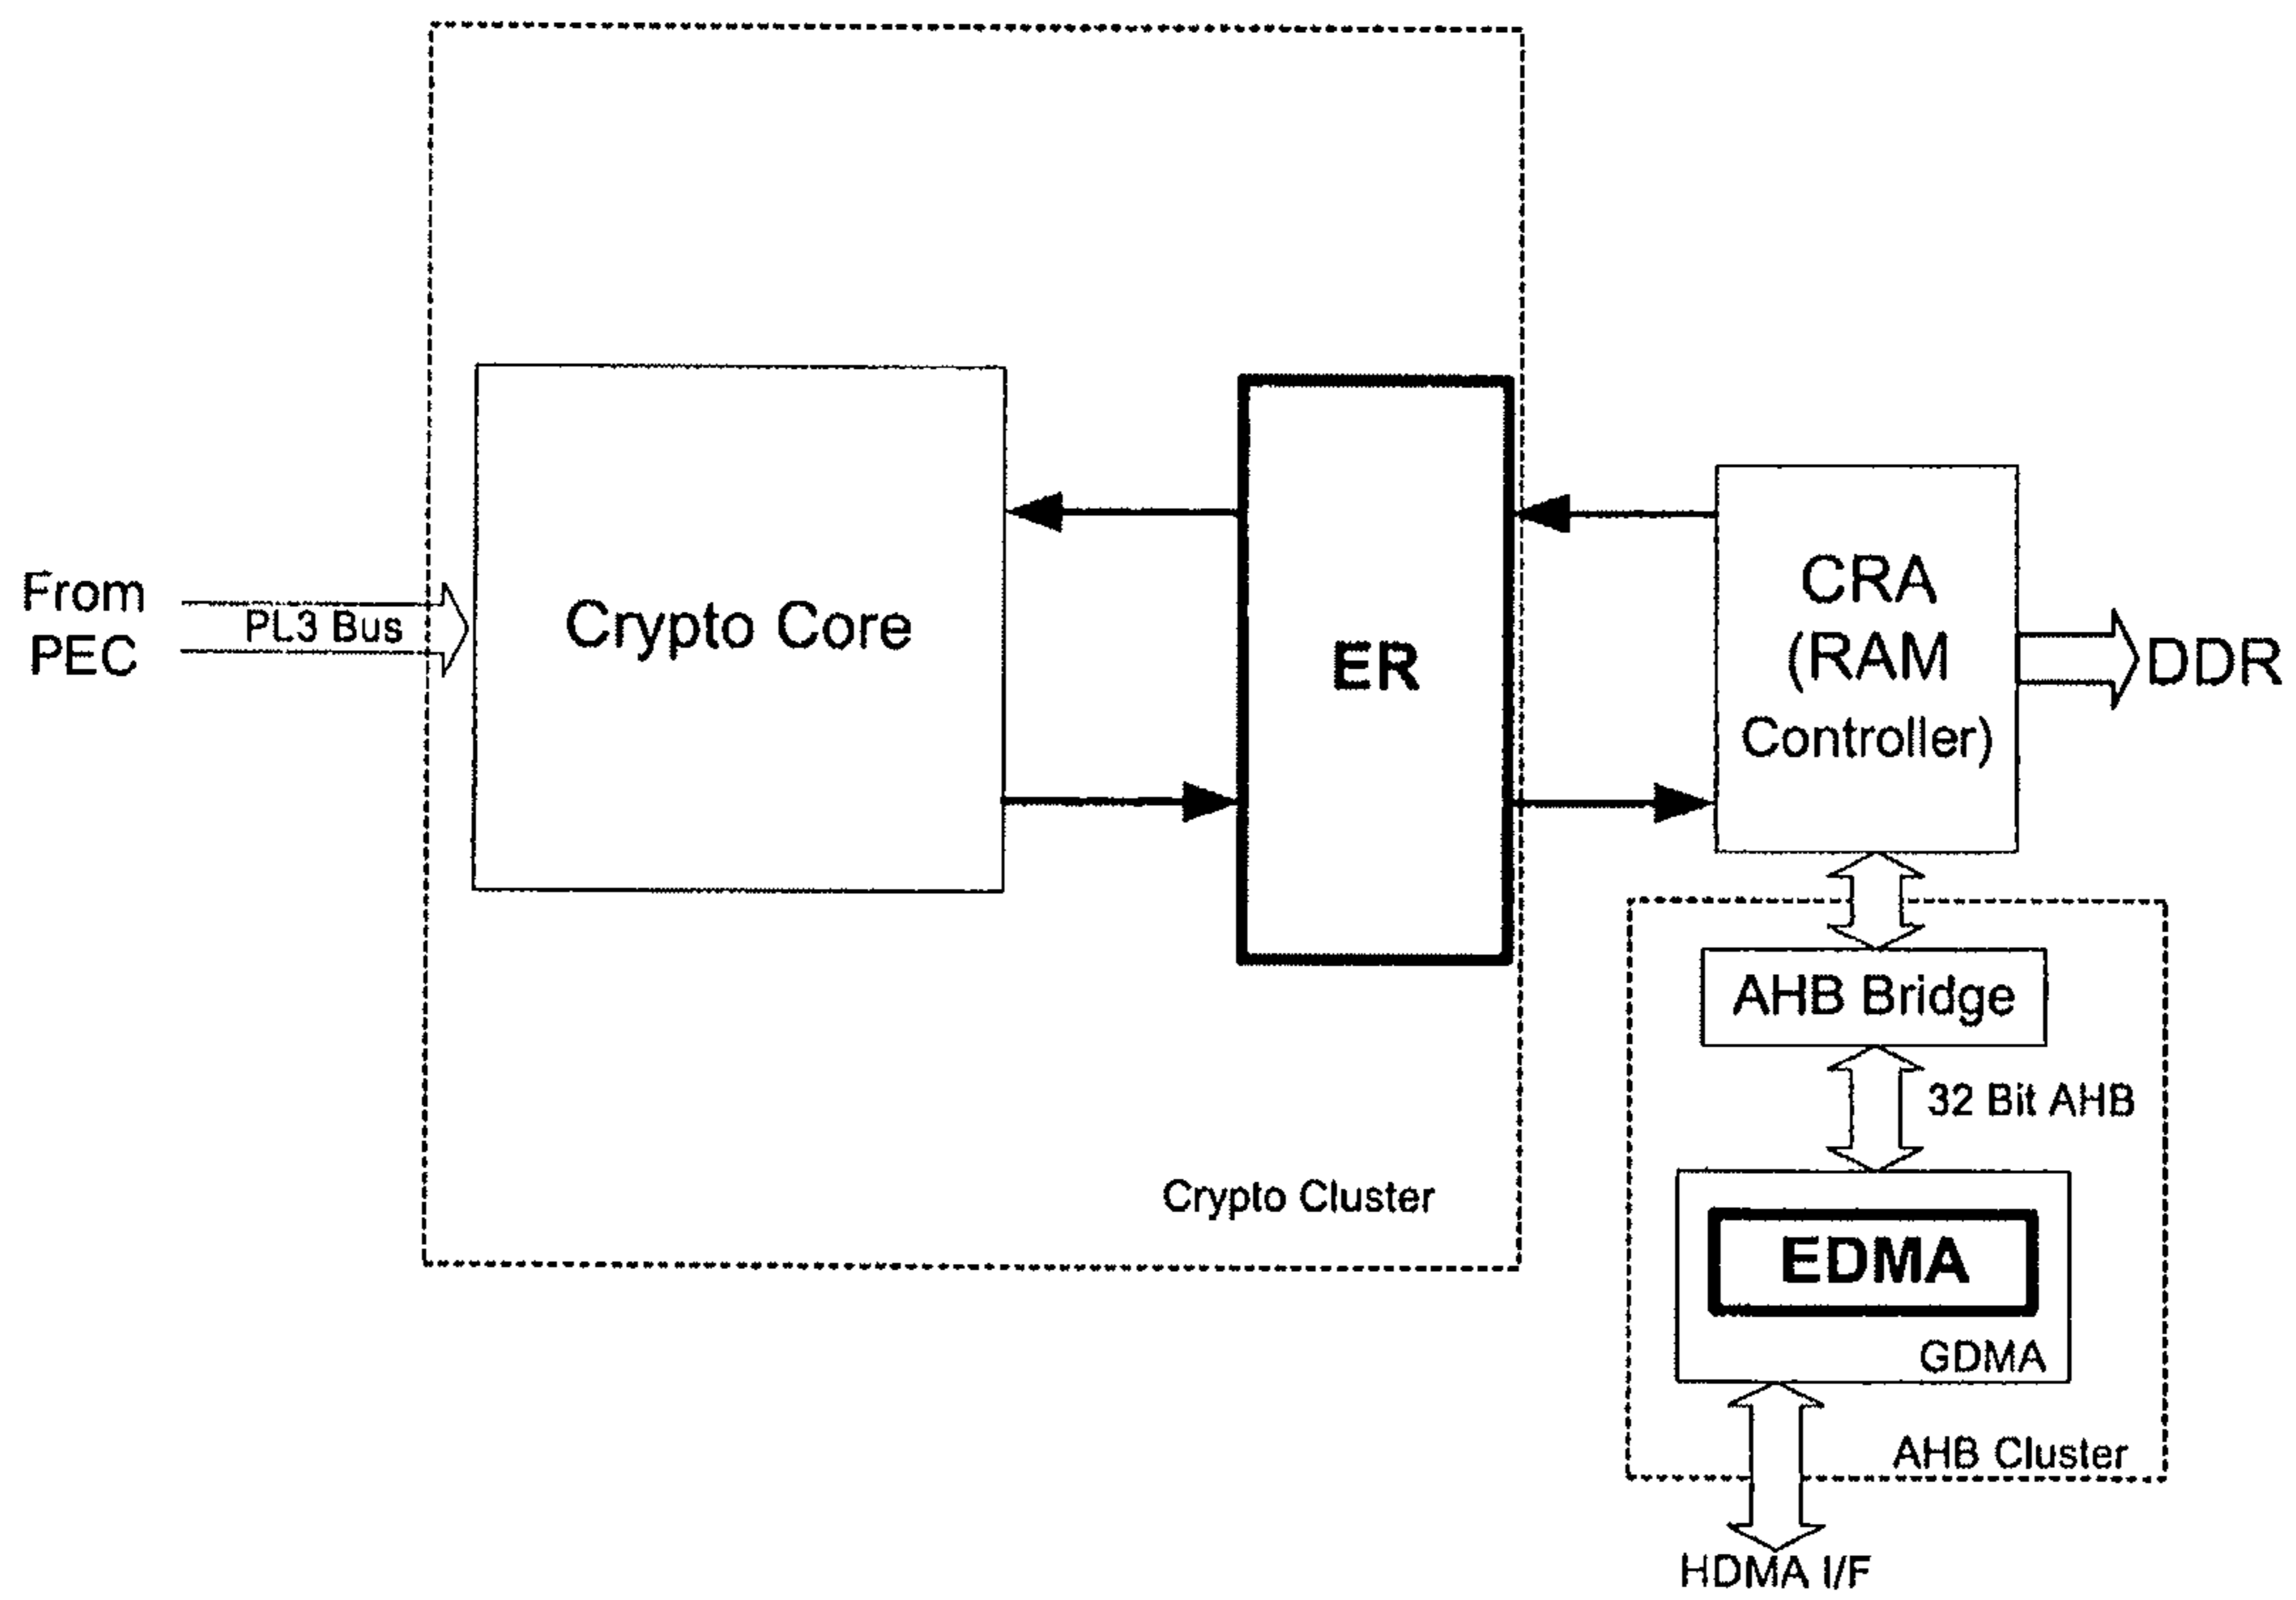 From
PEC
PL3 Bus
Crypto Core
ER
CRA
(RAM
Controller)
DDR
AHB Bridge
32 Bit AHB
Crypto Cluster
EDMA
GDMA
AHB Cluster
HDMA I/F